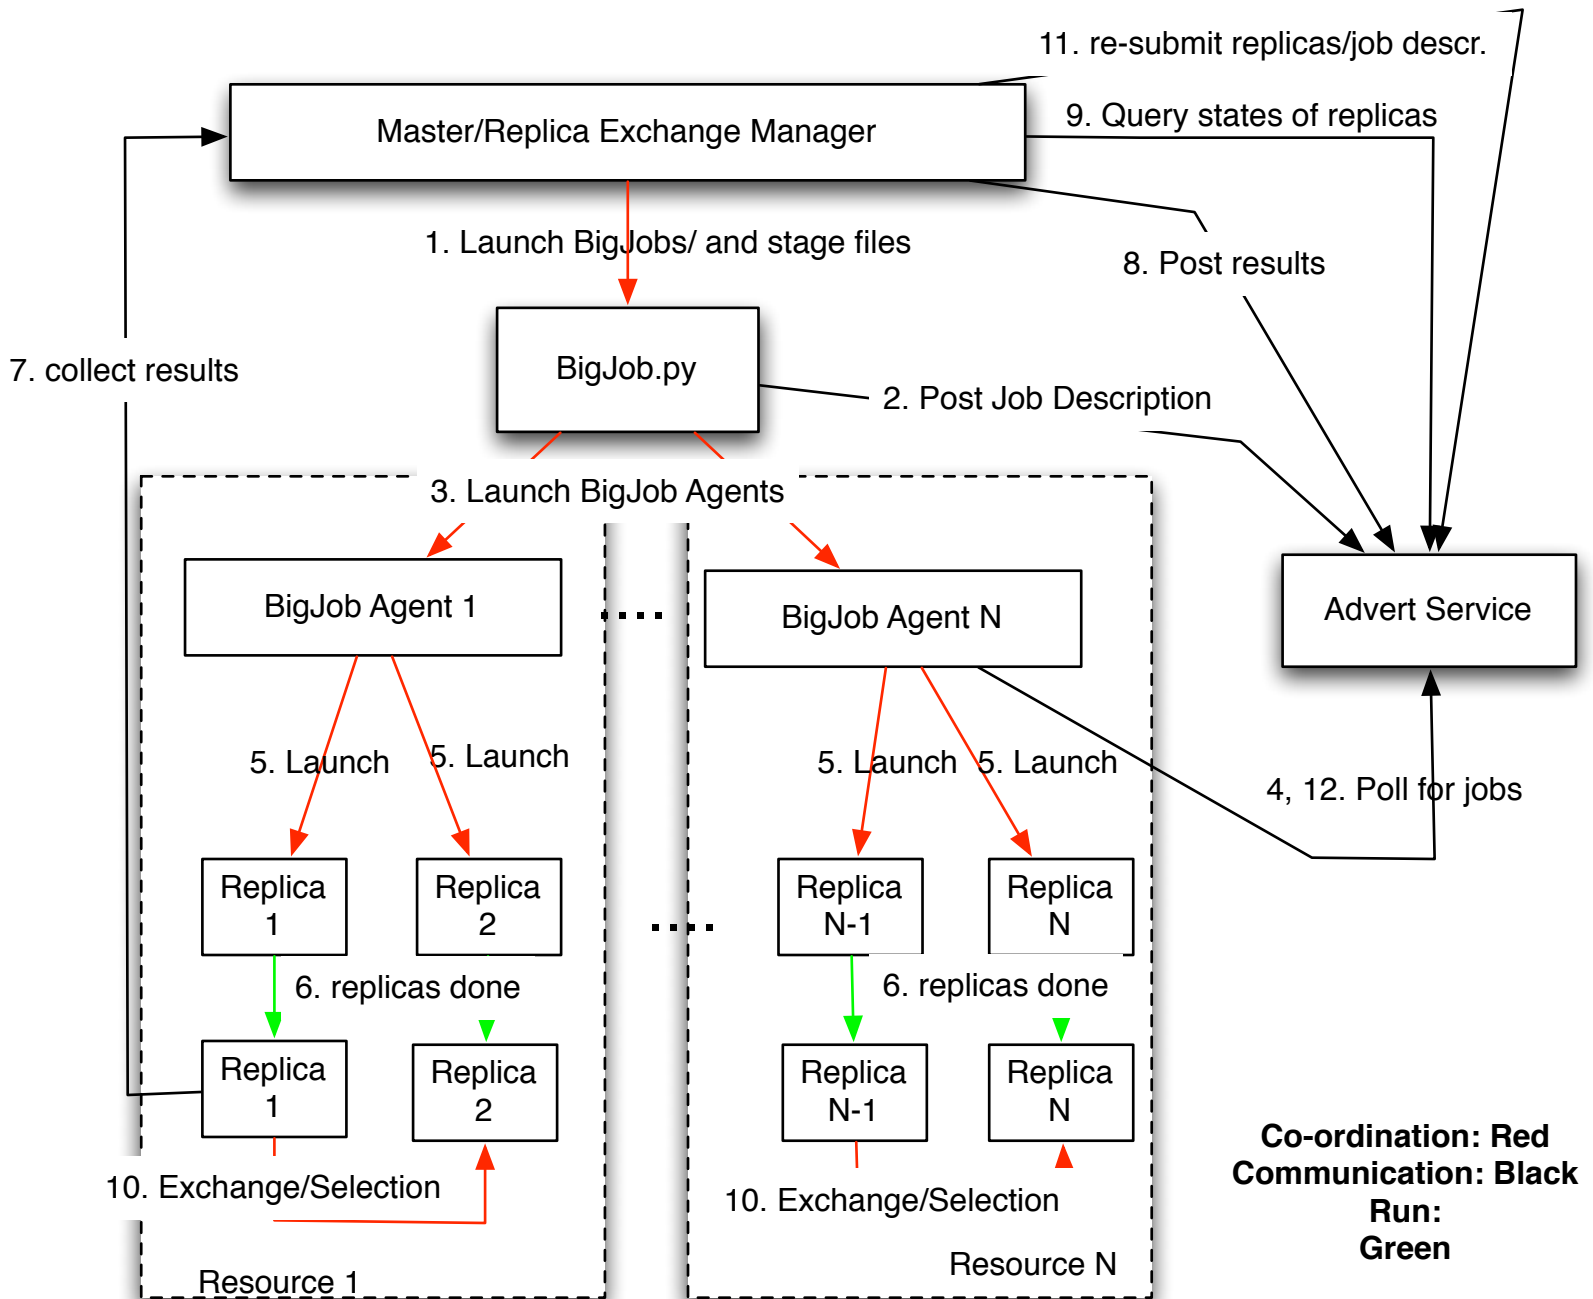 11. re-submit replicas/job descr.
9. Query states of replicas
Master/Replica Exchange Manager
1. Launch BigJobs/ and stage files
8. Post results
7. collect results
BigJob.py
2. Post Job Description
3. Launch BigJob Agents
BigJob Agent 1
BigJob Agent N
Advert Service
5. Launch
5. Launch
5. Launch
5. Launch
4, 12. Poll for jobs
Replica
1
Replica
2
Replica
N-1
Replica
N
6. replicas done
6. replicas done
Replica
1
Replica
2
Replica
N-1
Replica
N
10. Exchange/Selection
10. Exchange/Selection
Resource 1
Resource N
Co-ordination: Red
Communication: Black
Run:
Green